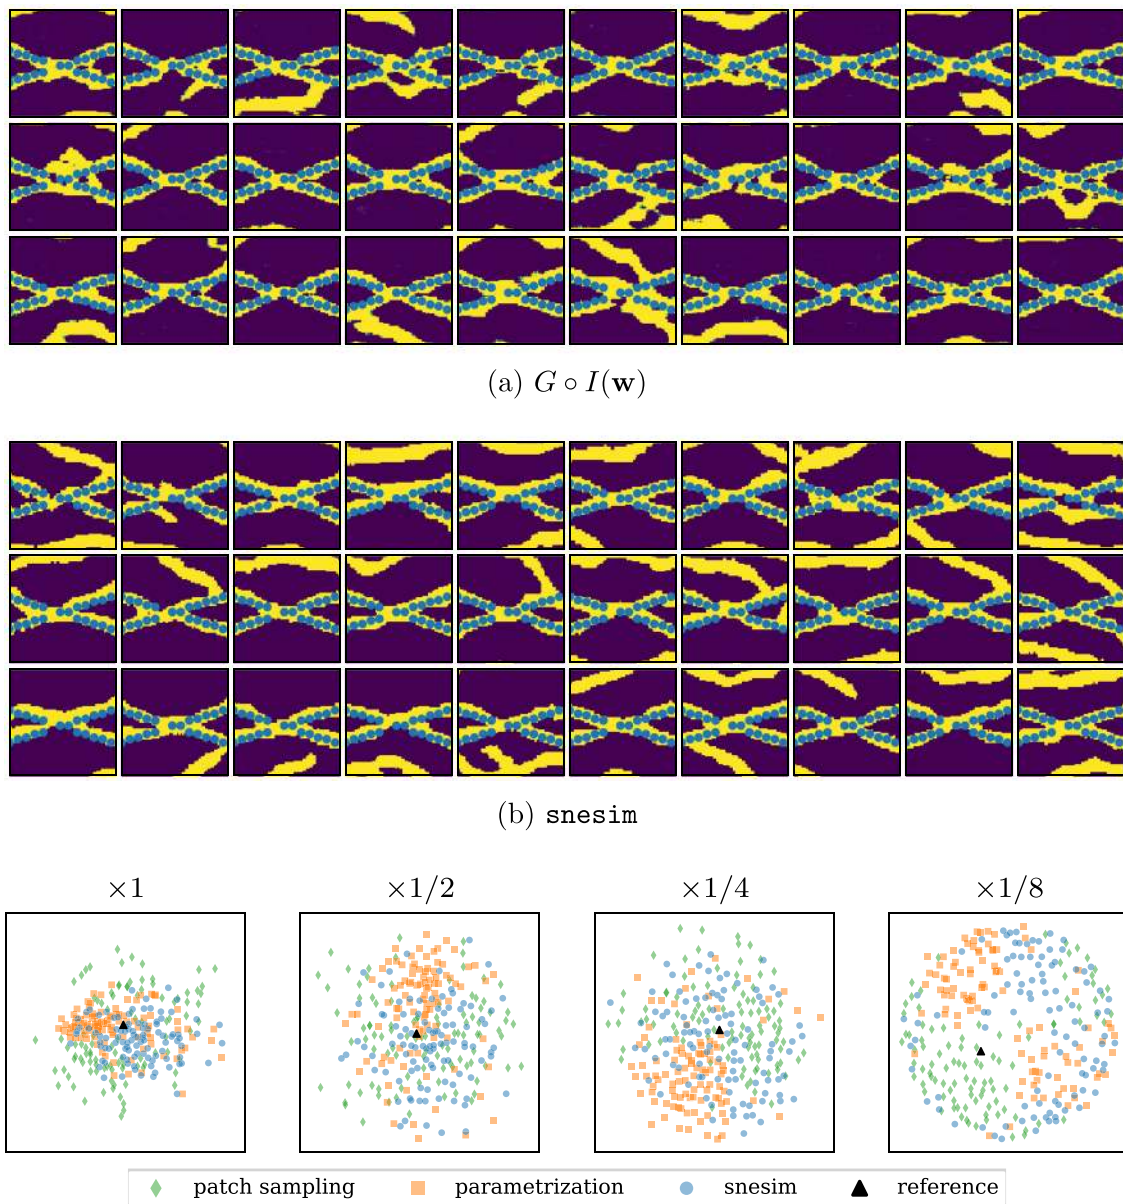 (a) G ∘ I(w)
(b) snesim
×1 ×1/2 ×1/4 ×1/8
patch sampling parametrization snesim reference